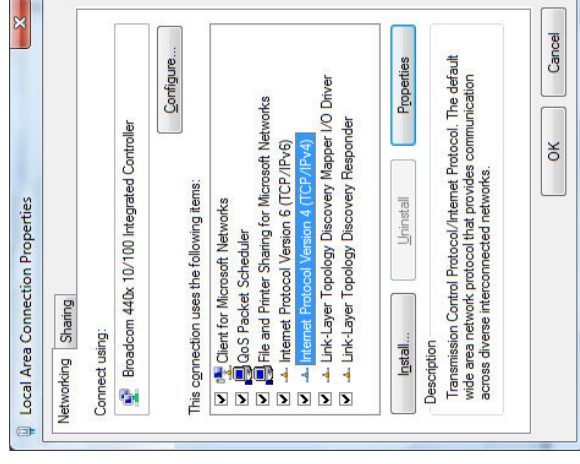 Local Area Connection Properties
Networking
Sharing
Connect using:
Broadcom 440x 10/100 Integrated Controller
Configure...
This connection uses the following items:
Client for Microsoft Networks
QoS Packet Scheduler
File and Printer Sharing for Microsoft Networks
Internet Protocol Version 6 (TCP/IPv6)
Internet Protocol Version 4 (TCP/IPv4)
Link-Layer Topology Discovery Mapper I/O Driver
Link-Layer Topology Discovery Responder
Install...
Uninstall
Properties
Description
Transmission Control Protocol/Internet Protocol. The default
wide area network protocol that provides communication
across diverse interconnected networks.
OK
Cancel